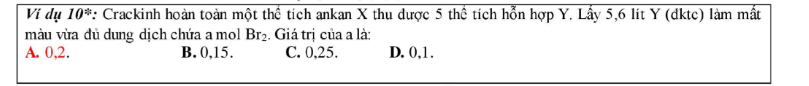 Ví dụ 10*: Crackinh hoàn toàn một thể tích ankan X thu được 5 thể tích hỗn hợp Y. Lấy 5,6 lít Y (đktc) làm mất
màu vừa đủ dung dịch chứa a mol Br2. Giá trị của a là:
A. 0,2. B. 0,15. C. 0,25. D. 0,1.